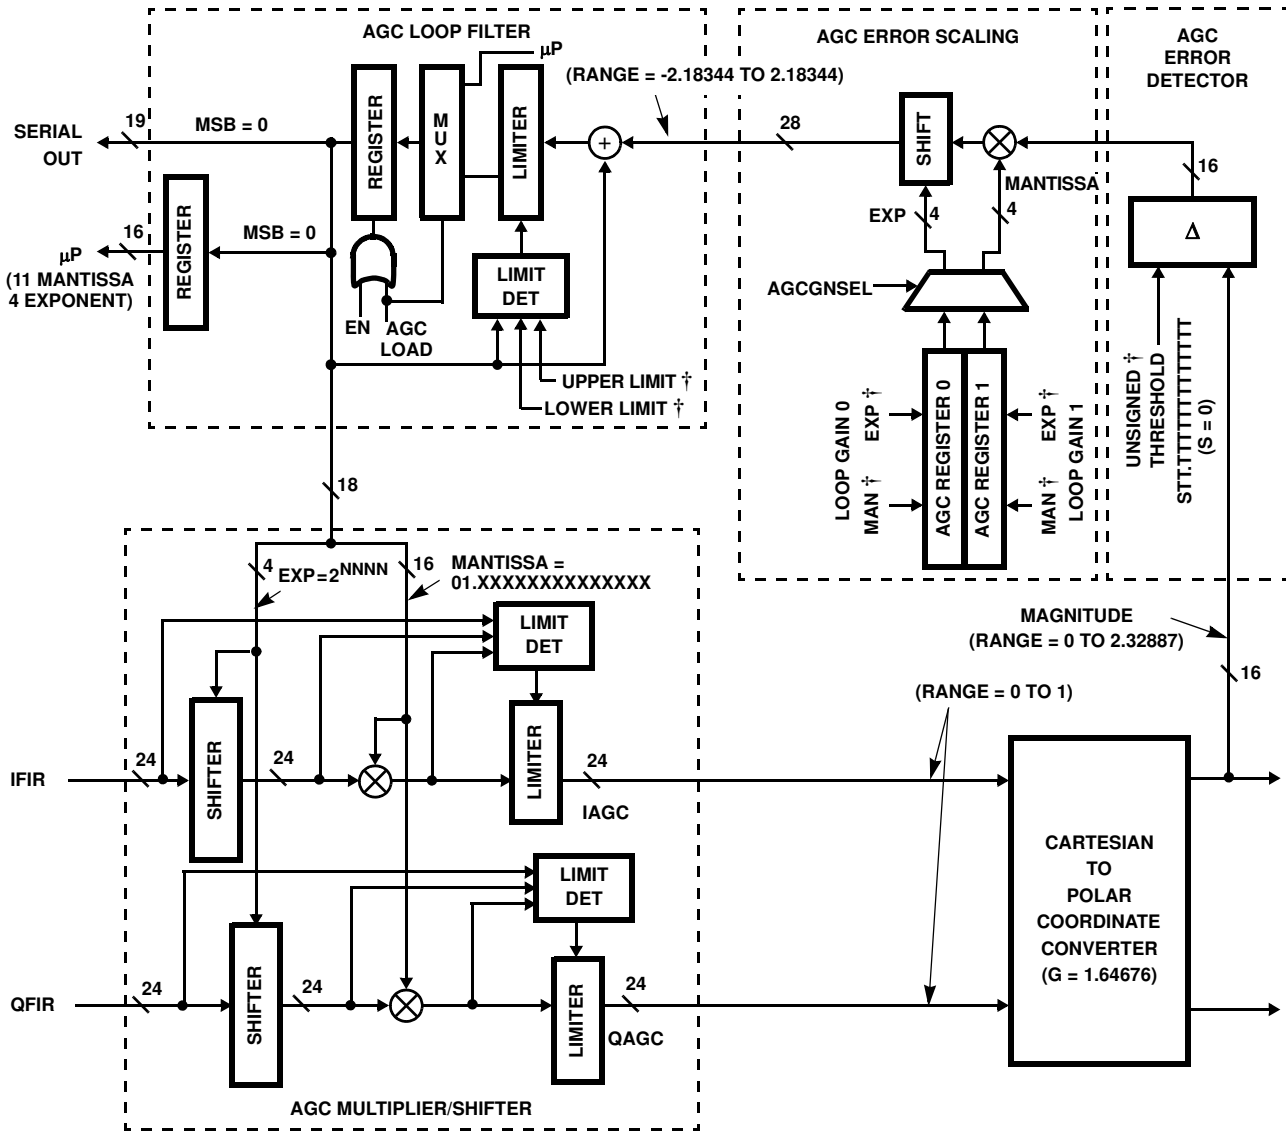 AGC LOOP FILTER
µP
SERIAL
OUT
19
MSB = 0
REGISTER
MUX
LIMITER
+
(RANGE = -2.18344 TO 2.18344)
28
AGC ERROR SCALING
SHIFT
MANTISSA
EXP
4
4
AGC
ERROR
DETECTOR
16
Δ
µP
16
(11 MANTISSA
4 EXPONENT)
REGISTER
MSB = 0
EN
AGC
LOAD
LIMIT
DET
UPPER LIMIT †
LOWER LIMIT †
AGCGNSEL
LOOP GAIN 0
EXP †
MAN †
AGC REGISTER 0
AGC REGISTER 1
EXP †
MAN †
LOOP GAIN 1
UNSIGNED †
THRESHOLD
STT.TTTTTTTTTTTTT
(S = 0)
18
4
EXP=2NNNN
16
MANTISSA =
01.XXXXXXXXXXXXXX
LIMIT
DET
MAGNITUDE
(RANGE = 0 TO 2.32887)
16
(RANGE = 0 TO 1)
IFIR
24
SHIFTER
24
LIMITER
24
IAGC
LIMIT
DET
QFIR
24
SHIFTER
24
LIMITER
24
QAGC
CARTESIAN
TO
POLAR
COORDINATE
CONVERTER
(G = 1.64676)
AGC MULTIPLIER/SHIFTER